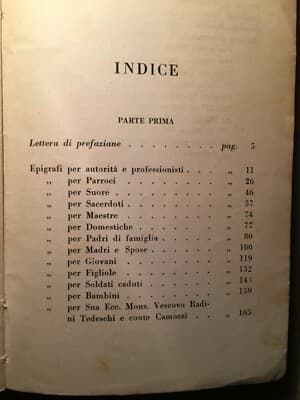 INDICE
PARTE PRIMA
Lettera di prefazione . . . . . . . . pag. 5
Epigrafi per autorità e professionisti . . . „ 11
„ per Parroci . . . . . . . . „ 26
„ per Suore . . . . . . . . „ 46
„ per Sacerdoti . . . . . . . „ 57
„ per Maestre . . . . . . . „ 74
„ per Domestiche . . . . . . „ 77
„ per Padri di famiglia . . . . . „ 80
„ per Madri e Spose . . . . . . „ 100
„ per Giovani . . . . . . . „ 119
„ per Figliole . . . . . . . „ 132
„ per Soldati caduti . . . . . . „
„ per Bambini . . . . . . . „ 159
„ per Sua Ecc. Mons. Vescovo Radi-
ni Tedeschi e conte Camozzi . . „ 165